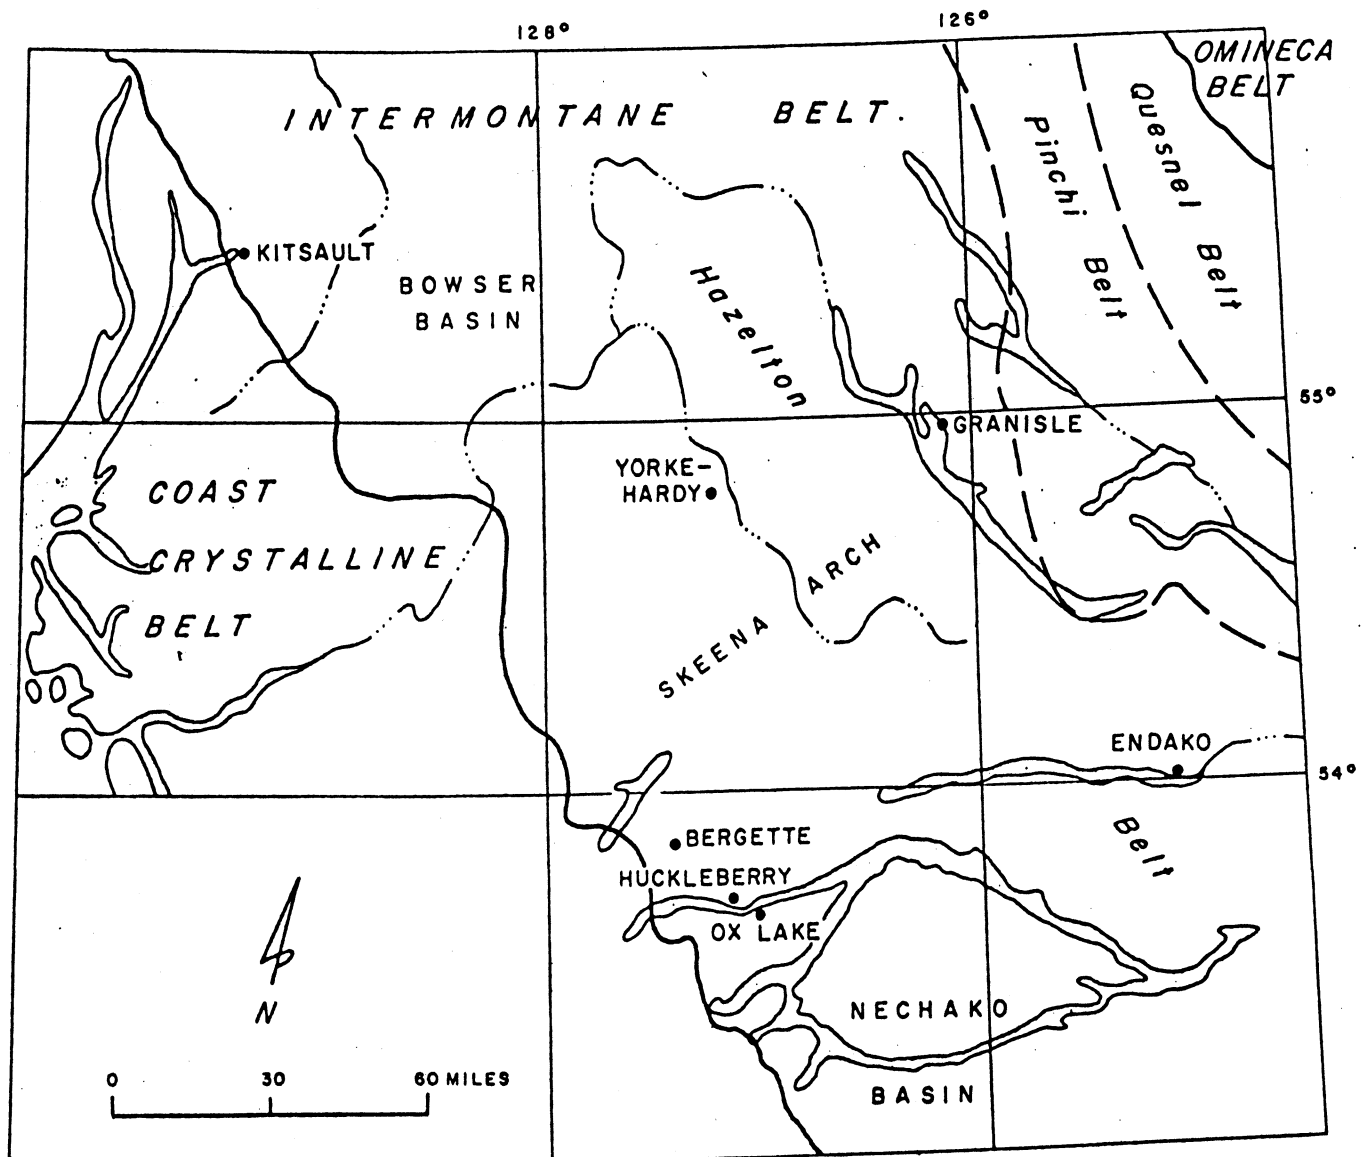 128°
126°
OMINECA
BELT
INTERMONTANE BELT.
Quesnel Belt
Pinchi Belt
KITSAULT
BOWSER
BASIN
Hazelton
55°
GRANISLE
YORKE–
HARDY
COAST
CRYSTALLINE
BELT
SKEENA ARCH
ENDAKO
54°
BERGETTE
Belt
HUCKLEBERRY
OX LAKE
NECHAKO
BASIN
N
0 30 60 MILES